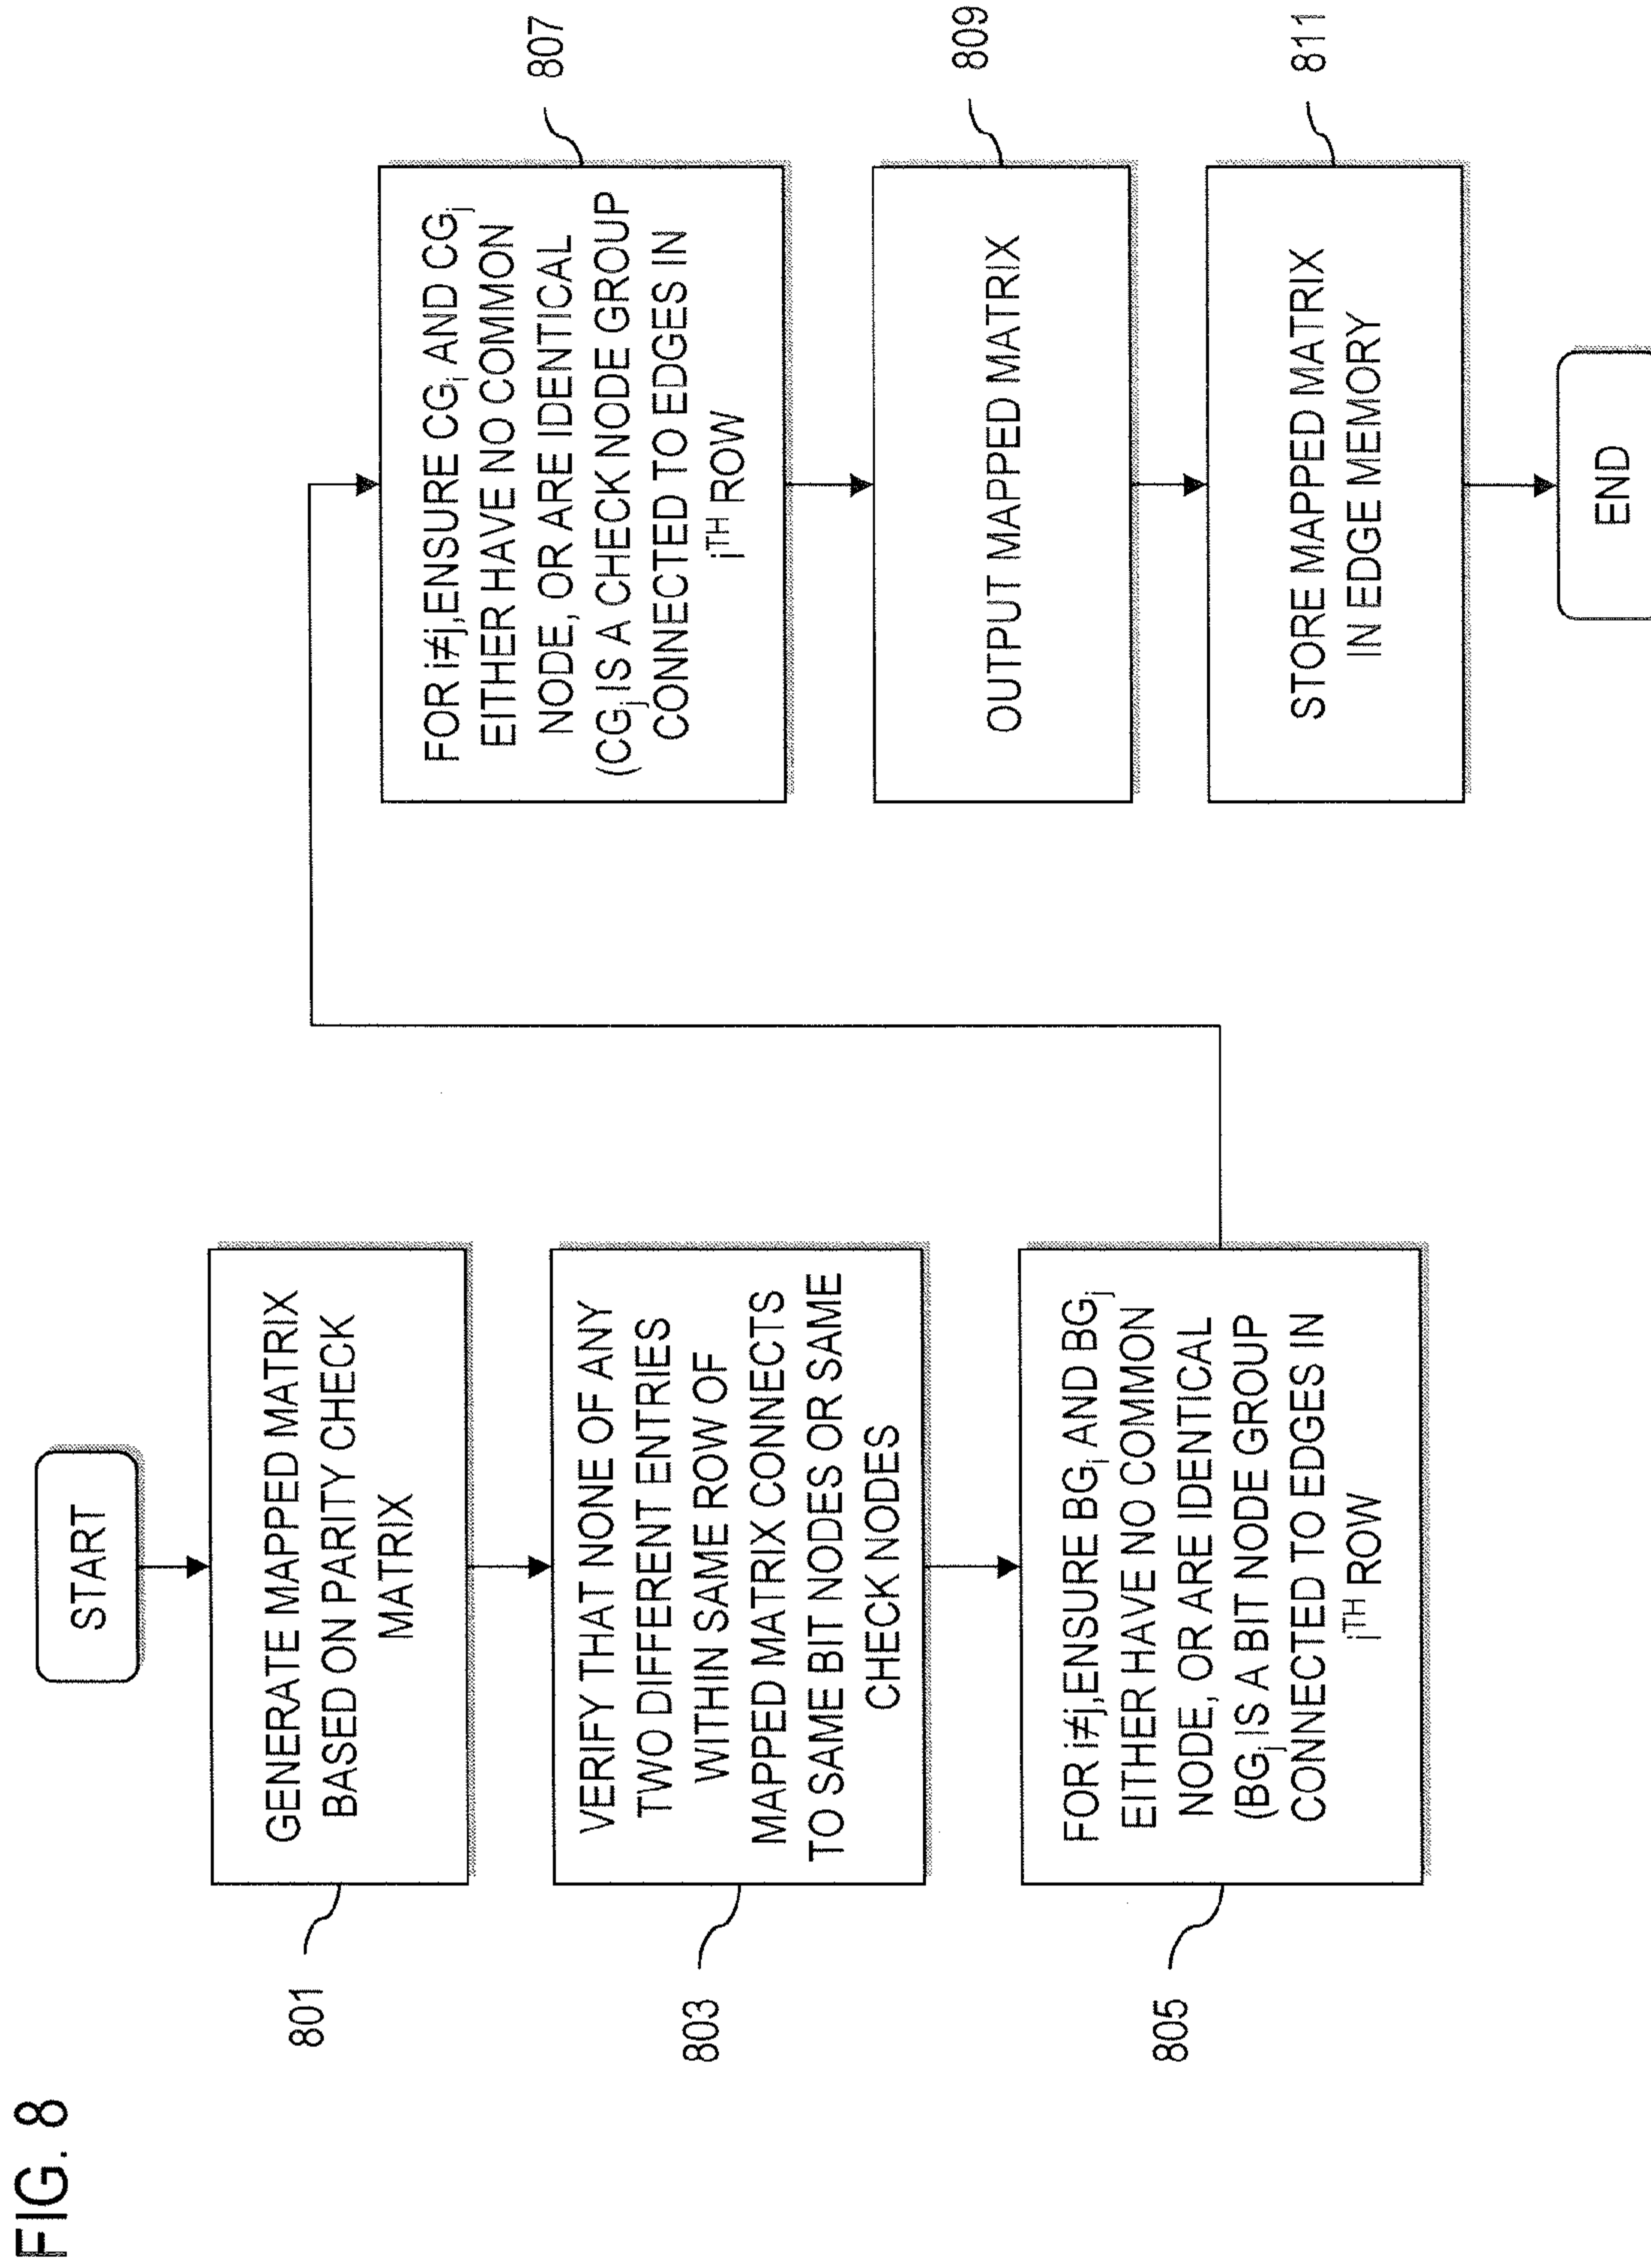 FIG. 8
START
801
GENERATE MAPPED MATRIX
BASED ON PARITY CHECK
MATRIX
803
VERIFY THAT NONE OF ANY
TWO DIFFERENT ENTRIES
WITHIN SAME ROW OF
MAPPED MATRIX CONNECTS
TO SAME BIT NODES OR SAME
CHECK NODES
805
FOR i≠j,ENSURE BGi AND BGj
EITHER HAVE NO COMMON
NODE, OR ARE IDENTICAL
(BGj IS A BIT NODE GROUP
CONNECTED TO EDGES IN
iTH ROW
807
FOR i≠j,ENSURE CGi AND CGj
EITHER HAVE NO COMMON
NODE, OR ARE IDENTICAL
(CGj IS A CHECK NODE GROUP
CONNECTED TO EDGES IN
iTH ROW
809
OUTPUT MAPPED MATRIX
811
STORE MAPPED MATRIX
IN EDGE MEMORY
END